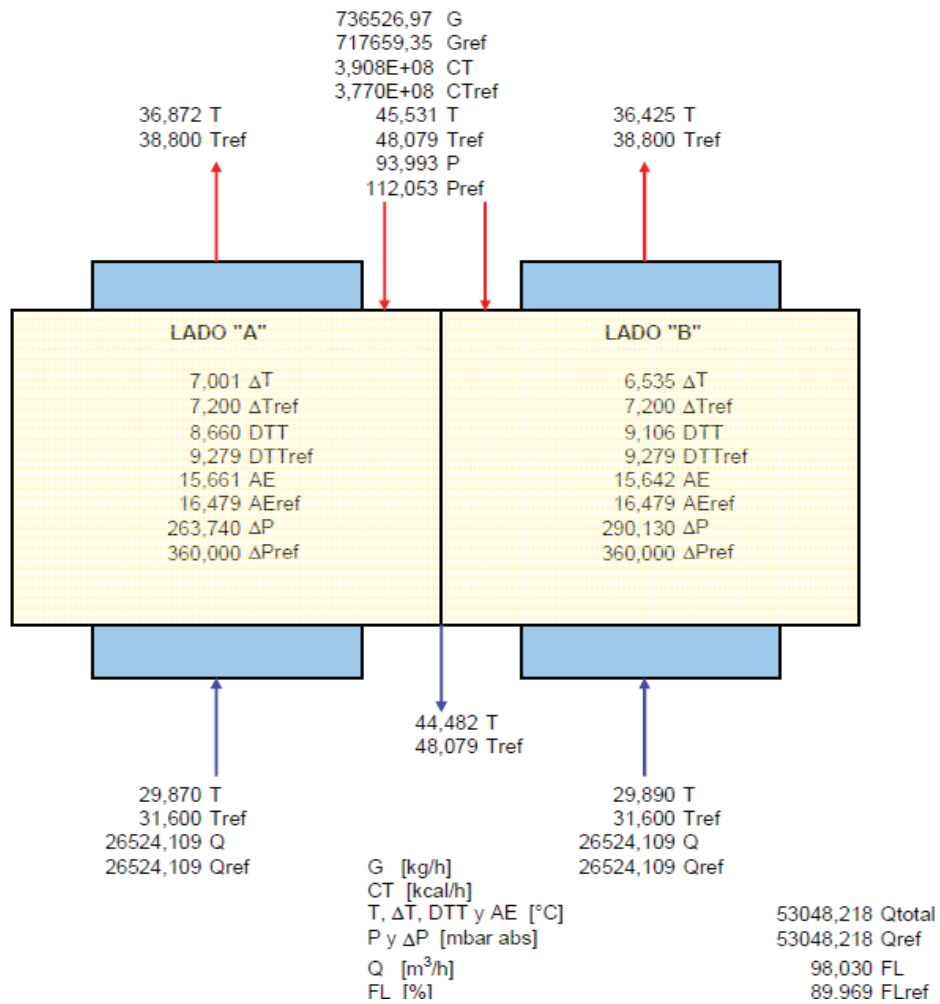 736526,97 G
717659,35 Gref
3,908E+08 CT
3,770E+08 CTref
36,872 T
38,800 Tref
45,531 T
48,079 Tref
93,993 P
112,053 Pref
36,425 T
38,800 Tref
LADO "A"
7,001 ΔT
7,200 ΔTref
8,660 DTT
9,279 DTTref
15,661 AE
16,479 AEref
263,740 ΔP
360,000 ΔPref
LADO "B"
6,535 ΔT
7,200 ΔTref
9,106 DTT
9,279 DTTref
15,642 AE
16,479 AEref
290,130 ΔP
360,000 ΔPref
44,482 T
48,079 Tref
29,870 T
31,600 Tref
26524,109 Q
26524,109 Qref
29,890 T
31,600 Tref
26524,109 Q
26524,109 Qref
G [kg/h]
CT [kcal/h]
T, ΔT, DTT y AE [°C]
P y ΔP [mbar abs]
Q [m³/h]
FL [%]
53048,218 Qtotal
53048,218 Qref
98,030 FL
89,969 FLref